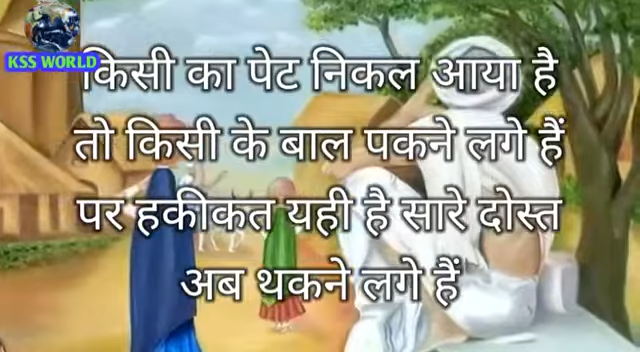 KSS WORLD
किसी का पेट निकल आया है
तो किसी के बाल पकने लगे हैं
पर हकीकत यही है सारे दोस्त
अब थकने लगे हैं